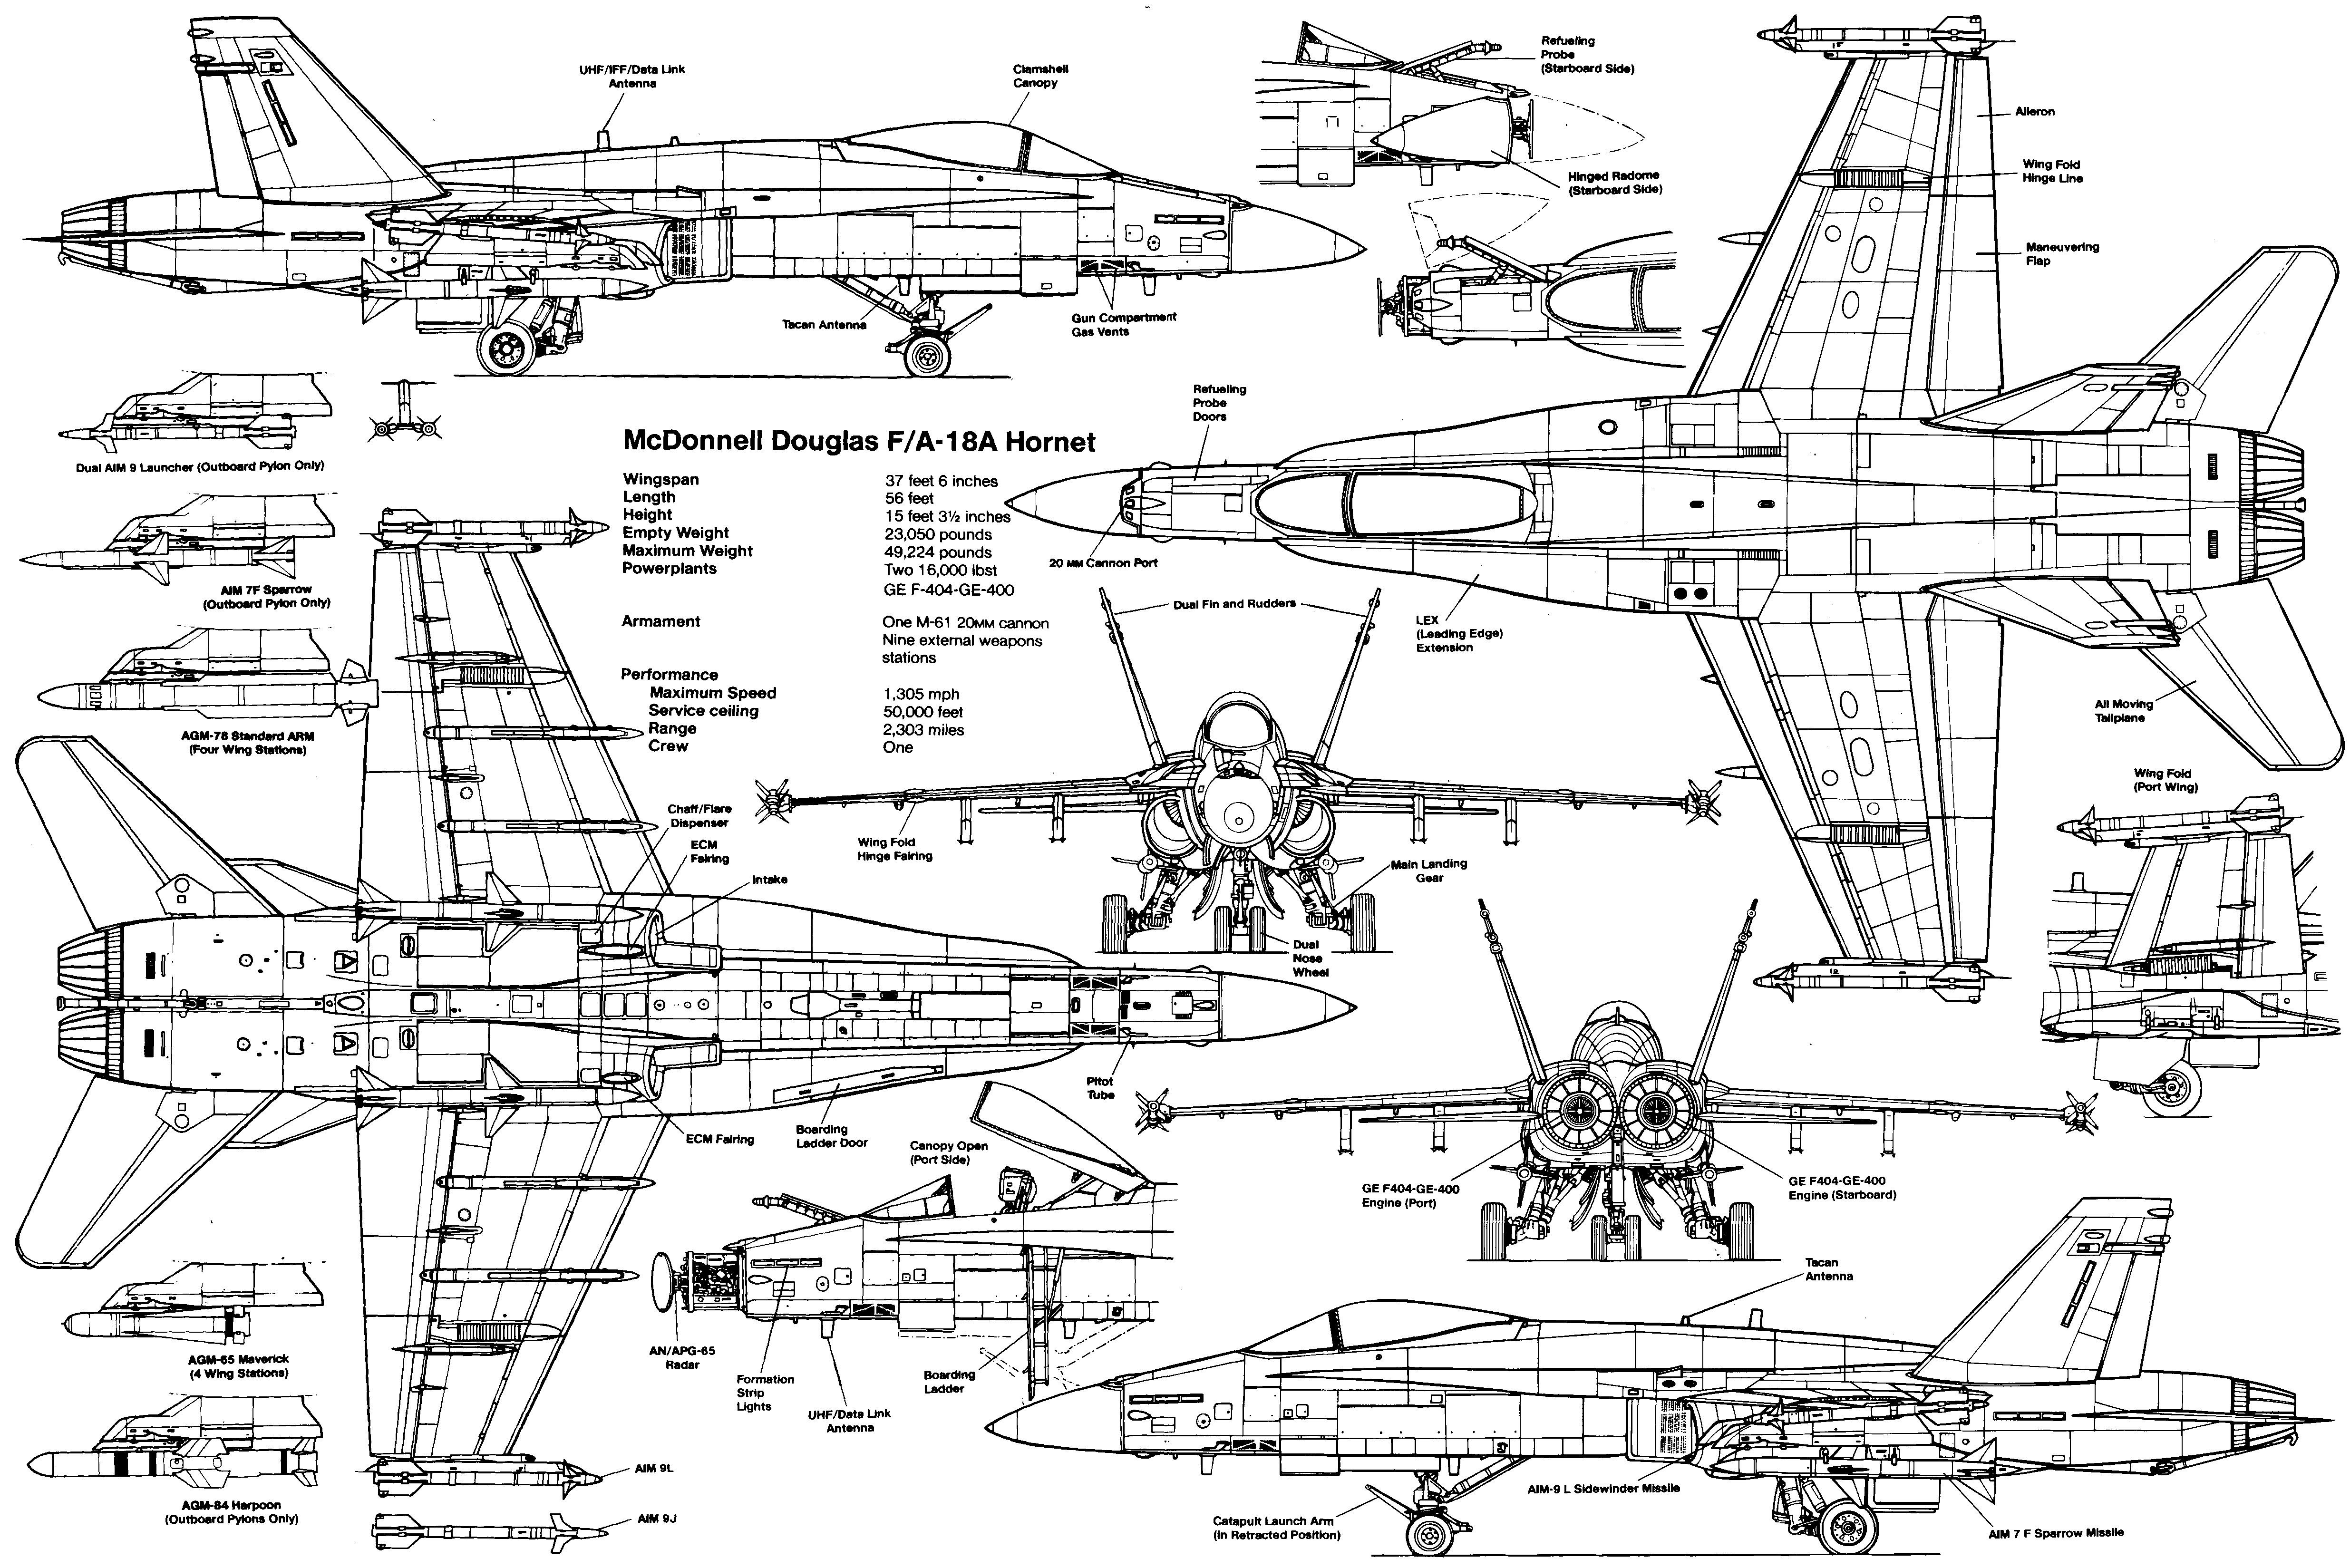 UHF/IFF/Data Link
Antenna
Clamshell
Canopy
Refueling
Probe
(Starboard Side)
Hinged Radome
(Starboard Side)
Aileron
Wing Fold
Hinge Line
Maneuvering
Flap
Tacan Antenna
Gun Compartment
Gas Vents
Refueling
Probe
Doors
Dual AIM 9 Launcher (Outboard Pylon Only)
McDonnell Douglas F/A-18A Hornet
Wingspan 37 feet 6 inches
Length 56 feet
Height 15 feet 3½ inches
Empty Weight 23,050 pounds
Maximum Weight 49,224 pounds
Powerplants Two 16,000 lbst
GE F-404-GE-400
Armament One M-61 20MM cannon
Nine external weapons
stations
Performance
Maximum Speed 1,305 mph
Service ceiling 50,000 feet
Range 2,303 miles
Crew One
20 MM Cannon Port
AIM 7F Sparrow
(Outboard Pylon Only)
Dual Fin and Rudders
LEX
(Leading Edge)
Extension
All Moving
Tailplane
AGM-78 Standard ARM
(Four Wing Stations)
Wing Fold
(Port Wing)
Chaff/Flare
Dispenser
ECM
Fairing
Intake
Wing Fold
Hinge Fairing
Main Landing
Gear
Dual
Nose
Wheel
Pitot
Tube
ECM Fairing
Boarding
Ladder Door
Canopy Open
(Port Side)
GE F404-GE-400
Engine (Port)
GE F404-GE-400
Engine (Starboard)
Tacan
Antenna
AN/APG-65
Radar
Formation
Strip
Lights
UHF/Data Link
Antenna
Boarding
Ladder
AGM-65 Maverick
(4 Wing Stations)
AGM-84 Harpoon
(Outboard Pylons Only)
AIM 9L
AIM 9J
AIM-9 L Sidewinder Missile
Catapult Launch Arm
(In Retracted Position)
AIM 7 F Sparrow Missile